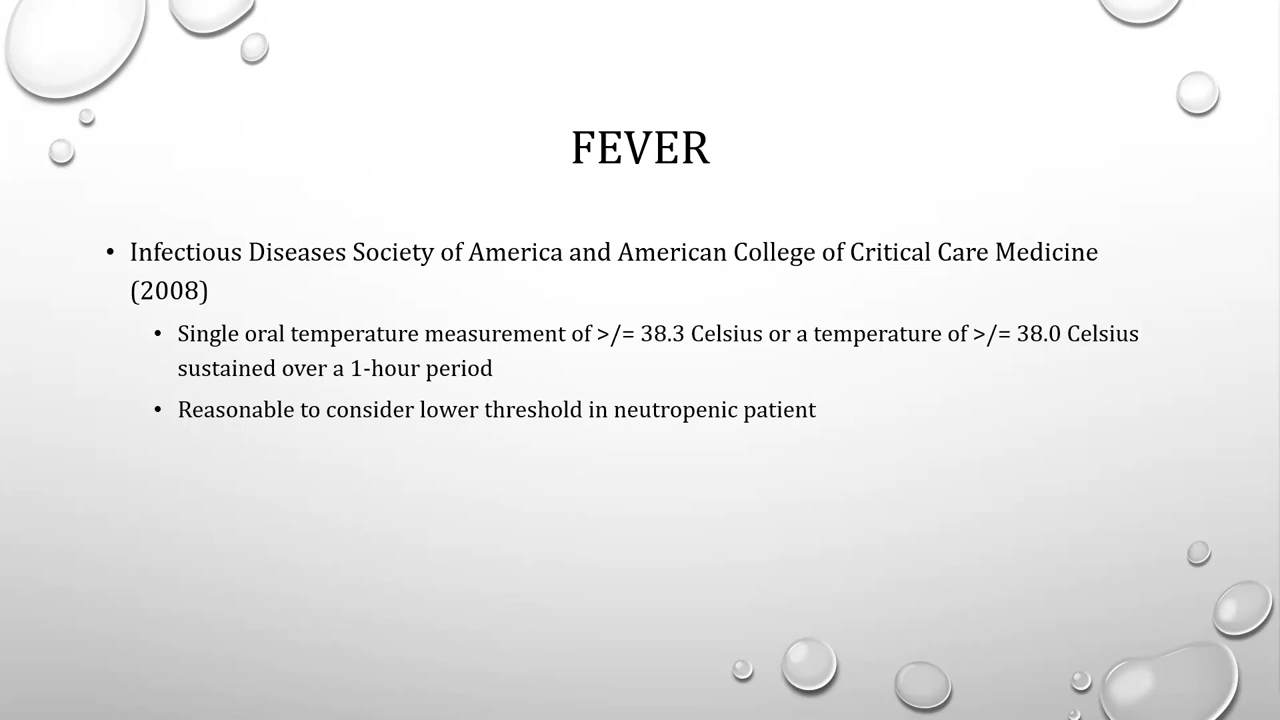 FEVER
• Infectious Diseases Society of America and American College of Critical Care Medicine
(2008)
• Single oral temperature measurement of >/= 38.3 Celsius or a temperature of >/= 38.0 Celsius
sustained over a 1-hour period
• Reasonable to consider lower threshold in neutropenic patient